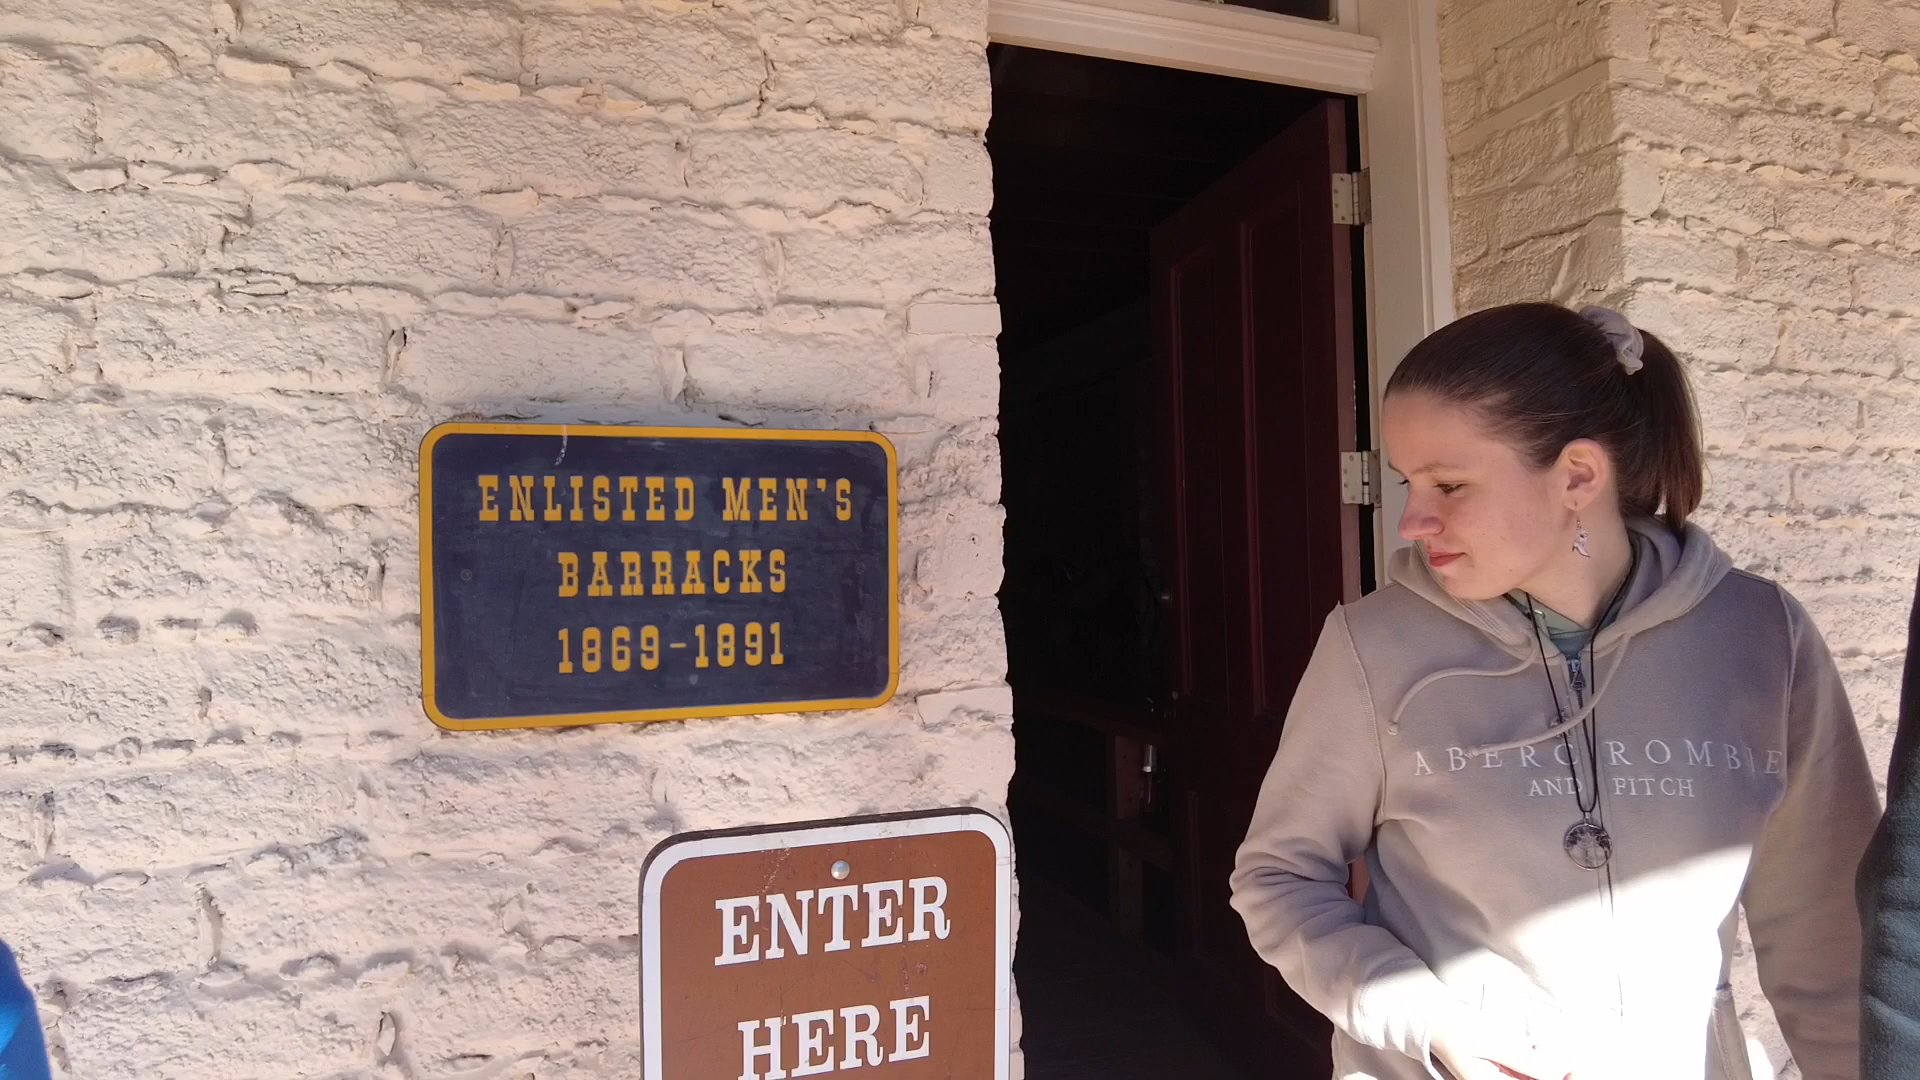 ENLISTED MEN'S
BARRACKS
1869-1891
ENTER
HERE
ABERCROMBIE
AND FITCH